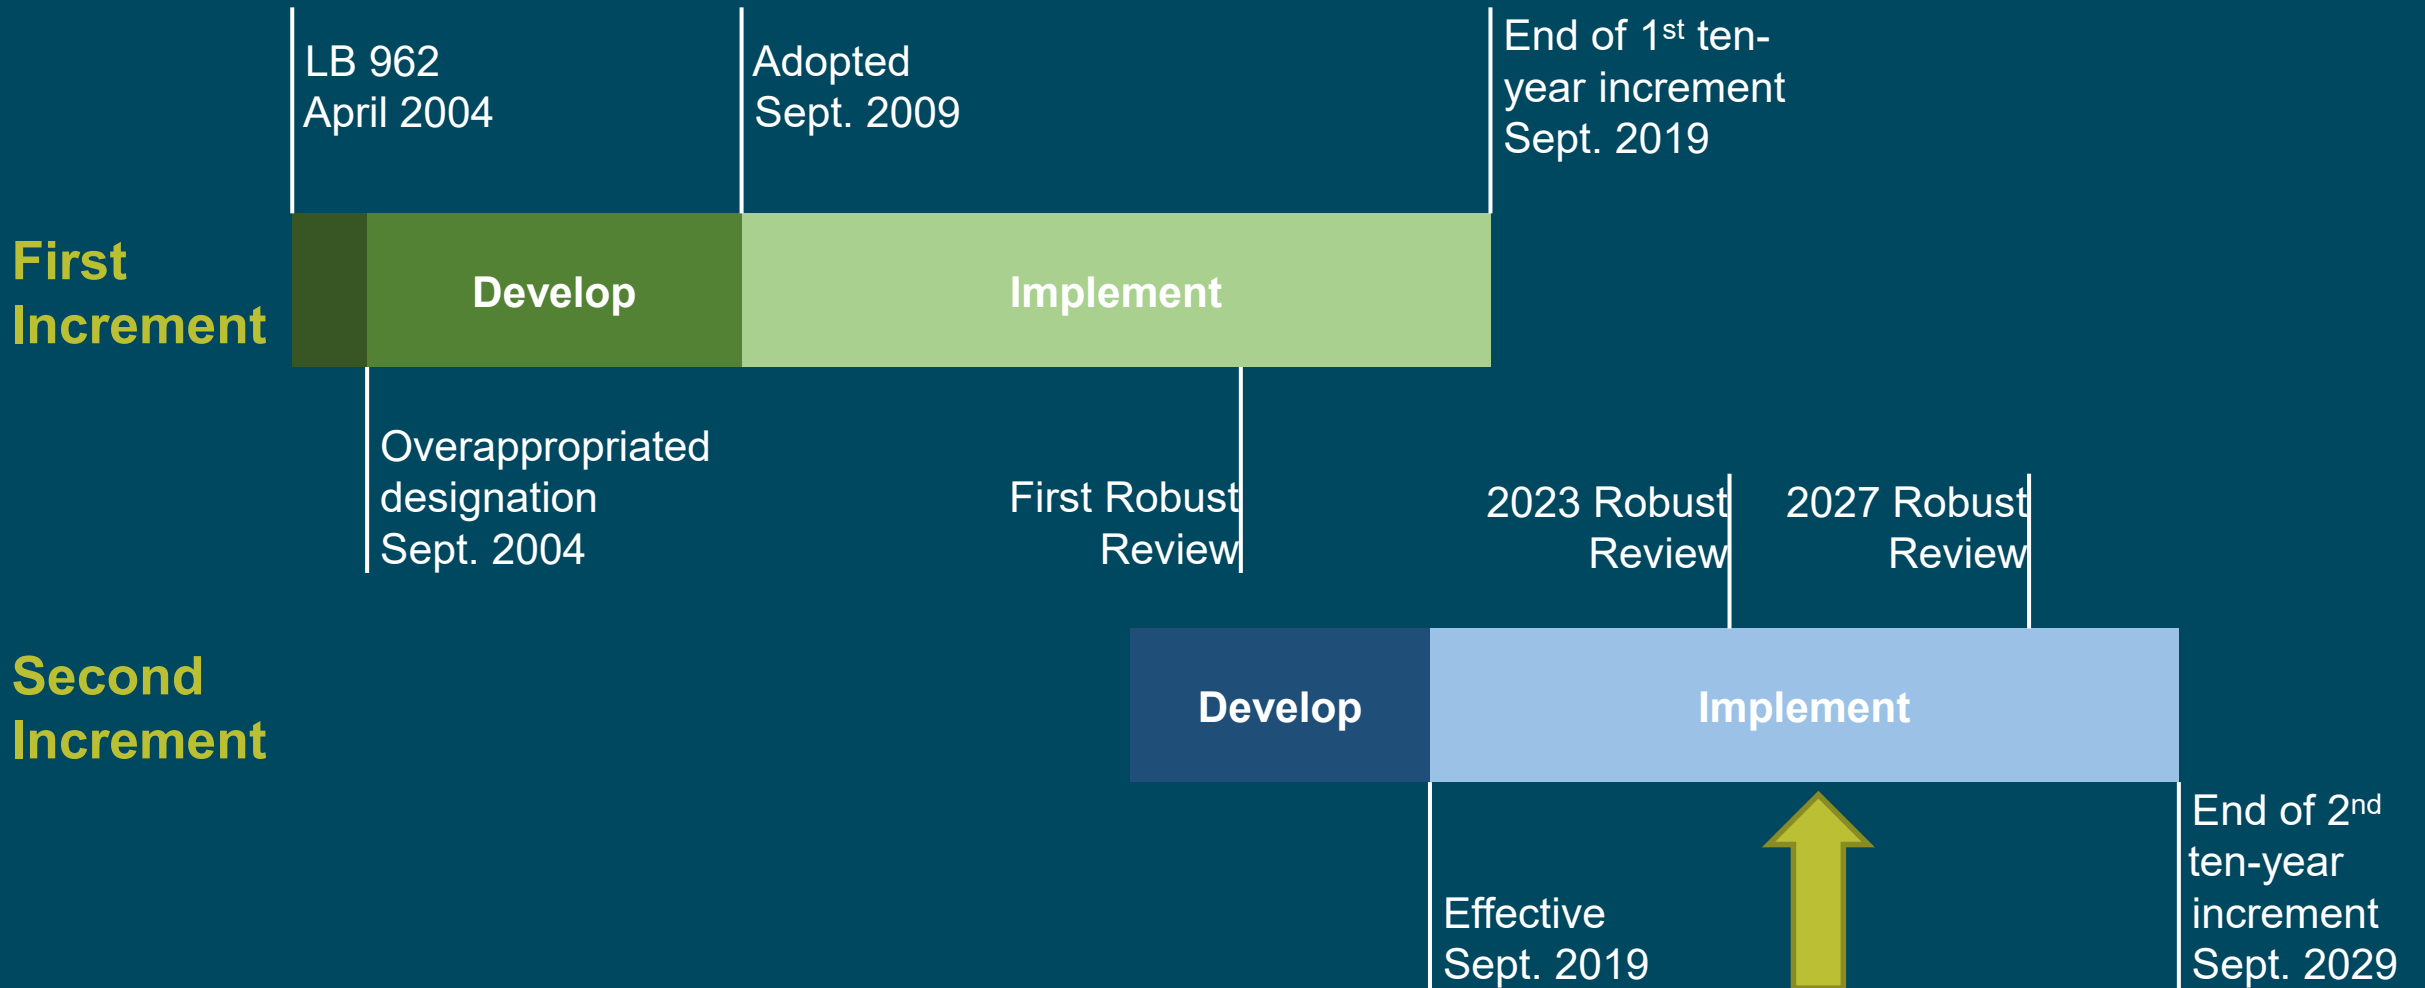 LB 962
April 2004
Adopted
Sept. 2009
End of 1st ten-
year increment
Sept. 2019
First
Increment
Develop
Implement
Overappropriated
designation
Sept. 2004
First Robust
Review
2023 Robust
Review
2027 Robust
Review
Second
Increment
Develop
Implement
Effective
Sept. 2019
End of 2nd
ten-year
increment
Sept. 2029